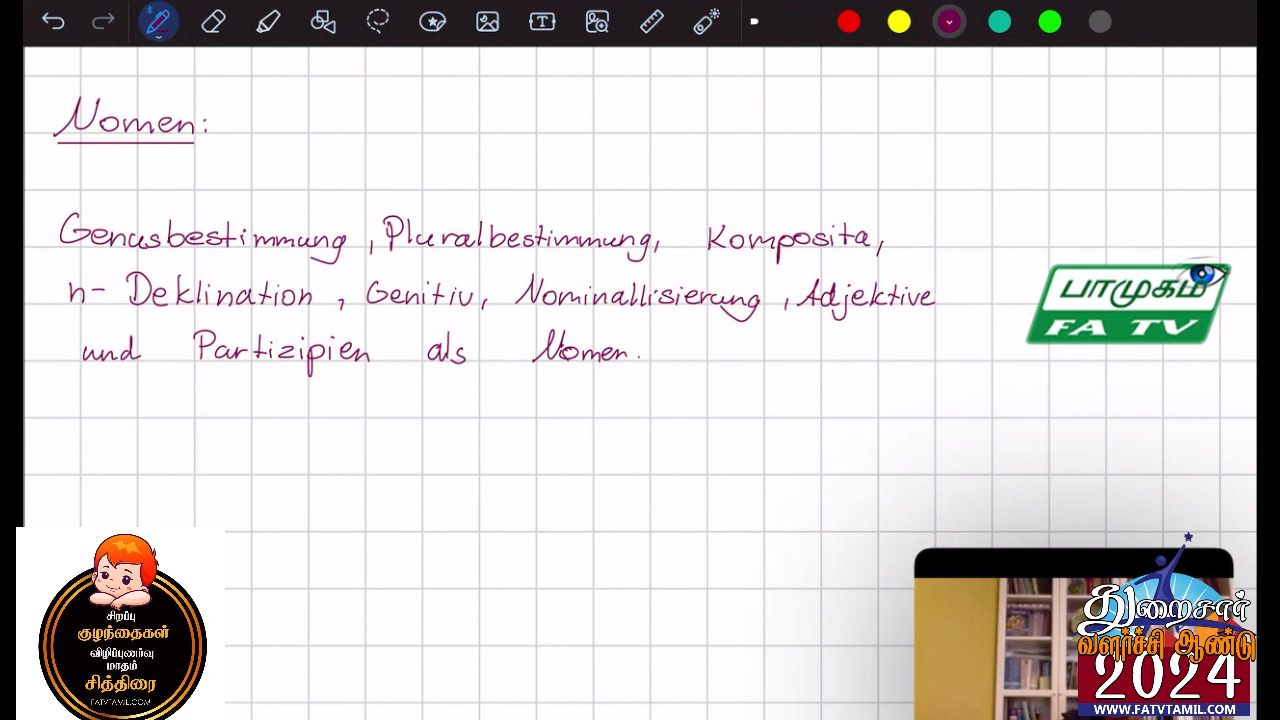 Nomen:
Genusbestimmung, Pluralbestimmung, Komposita,
n-Deklination, Genitiv, Nominallisierung, Adjektive
und Partizipien als Nomen.
பாமுகம்
FA TV
சிறப்பு
குழந்தைகள்
விழிப்புணர்வு
மாதம்
சித்திரை
FATVTAMIL.COM
துறைசார்
வளர்ச்சி ஆண்டு
2024
WWW.FATVTAMIL.COM